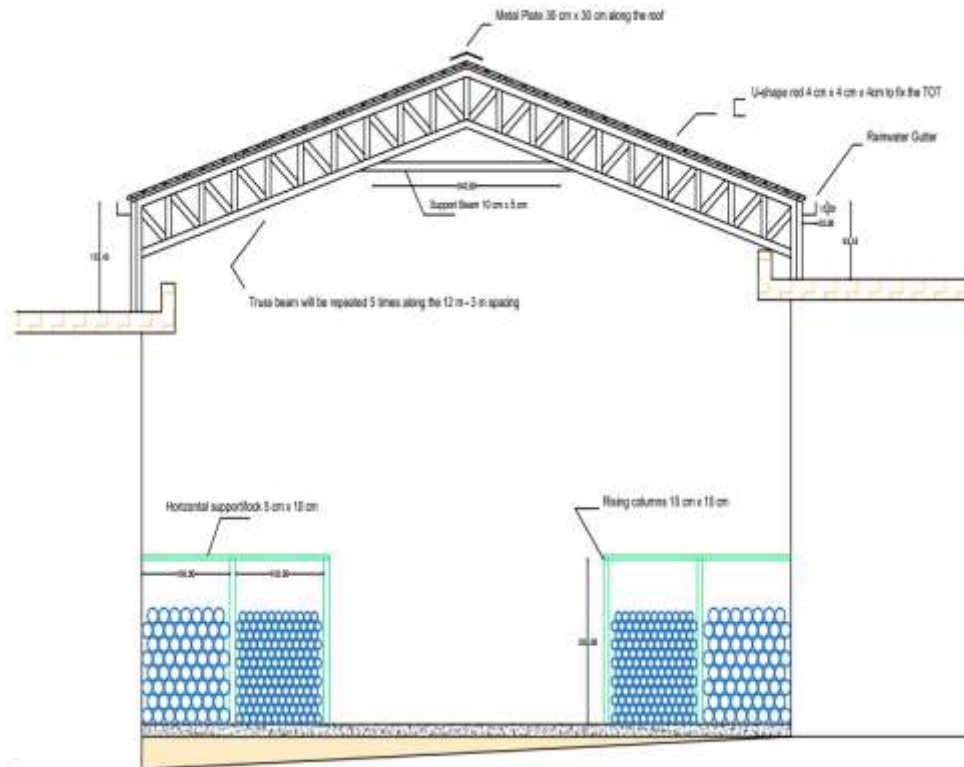 Metal Plate 30 cm x 30 cm along the roof
U-shape rod 4 cm x 4 cm x 4cm to fix the TOT
Rainwater Gutter
Support Beam 10 cm x 5 cm
Truss beam will be repeated 5 times along the 12 m - 3 m spacing
Horizontal support/lock 5 cm x 10 cm
Rising columns 10 cm x 10 cm